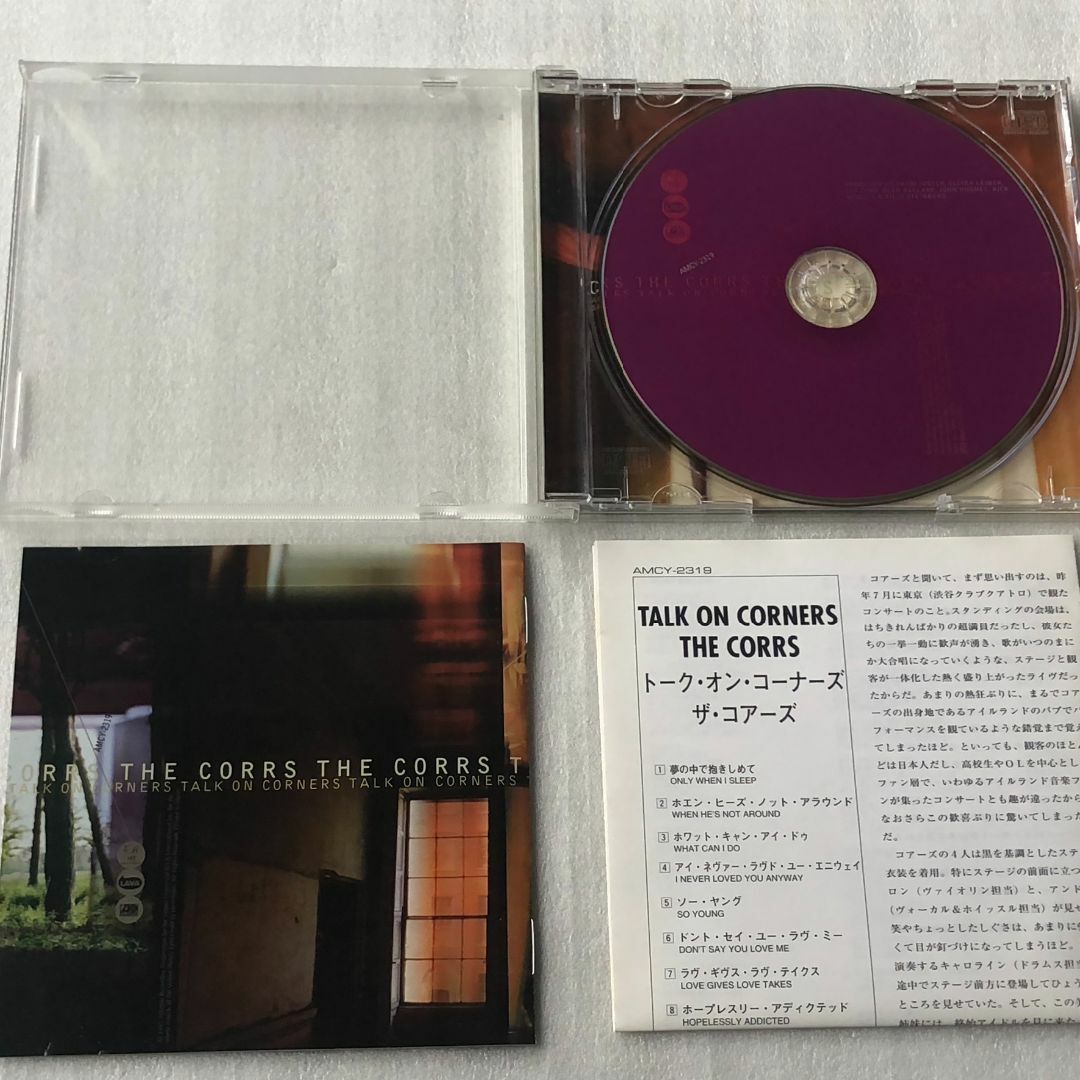 AMCY-2319
CRS THE CORRS
RS TALK ON CORNERS
CORRS THE CORRS THE CORRS T
TALK ON CORNERS TALK ON CORNERS TALK ON CORNERS
AMCY-2319
LAVA
AMCY-2319
TALK ON CORNERS
THE CORRS
トーク・オン・コーナーズ
ザ・コアーズ
1 夢の中で抱きしめて
ONLY WHEN I SLEEP
2 ホエン・ヒーズ・ノット・アラウンド
WHEN HE'S NOT AROUND
3 ホワット・キャン・アイ・ドゥ
WHAT CAN I DO
4 アイ・ネヴァー・ラヴド・ユー・エニウェイ
I NEVER LOVED YOU ANYWAY
5 ソー・ヤング
SO YOUNG
6 ドント・セイ・ユー・ラヴ・ミー
DON'T SAY YOU LOVE ME
7 ラヴ・ギヴス・ラヴ・テイクス
LOVE GIVES LOVE TAKES
8 ホープレスリー・アディクテッド
HOPELESSLY ADDICTED
コアーズと聞いて、まず思い出すのは、昨
年7月に東京（渋谷クラブクアトロ）で観た
コンサートのこと。スタンディングの会場は、
はちきれんばかりの超満員だったし、彼女た
ちの一挙一動に歓声が湧き、歌がいつのまに
か大合唱になっていくような、ステージと観
客が一体化した熱く盛り上がったライヴだっ
たからだ。あまりの熱狂ぶりに、まるでコア
ーズの出身地であるアイルランドのパブでパ
フォーマンスを観ているような錯覚まで覚え
てしまったほど。といっても、観客のほとん
どは日本人だし、高校生やOLを中心とし
ファン層で、いわゆるアイルランド音楽フ
ンが集ったコンサートとも趣が違ったから
なおさらこの歓喜ぶりに驚いてしまった
だ。
コアーズの4人は黒を基調としたステ
衣装を着用。特にステージの前面に立つ
ロン（ヴァイオリン担当）と、アンド
（ヴォーカル＆ホイッスル担当）が見せ
笑やちょっとしたしぐさは、あまりに
くて目が釘づけになってしまうほど。
演奏するキャロライン（ドラムス担当
途中でステージ前方に登場してひょう
ところを見せていた。そして、この
姉妹には、終始アイドルを見に来た